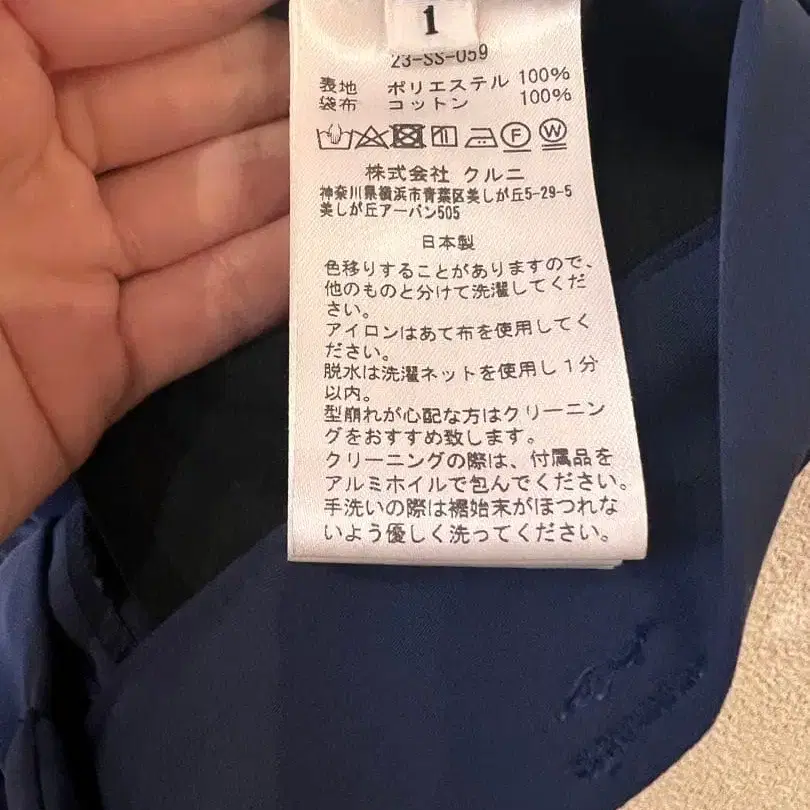 1
23-SS-059
表地 ポリエステル 100%
袋布 コットン 100%
F W
株式会社 クルニ
神奈川県横浜市青葉区美しが丘5-29-5
美しが丘アーバン505
日本製
色移りすることがありますので、
他のものと分けて洗濯してくだ
さい。
アイロンはあて布を使用してく
ださい。
脱水は洗濯ネットを使用し1分
以内。
型崩れが心配な方はクリーニン
グをおすすめ致します。
クリーニングの際は、付属品を
アルミホイルで包んでください。
手洗いの際は裾始末がほつれな
いよう優しく洗ってください。